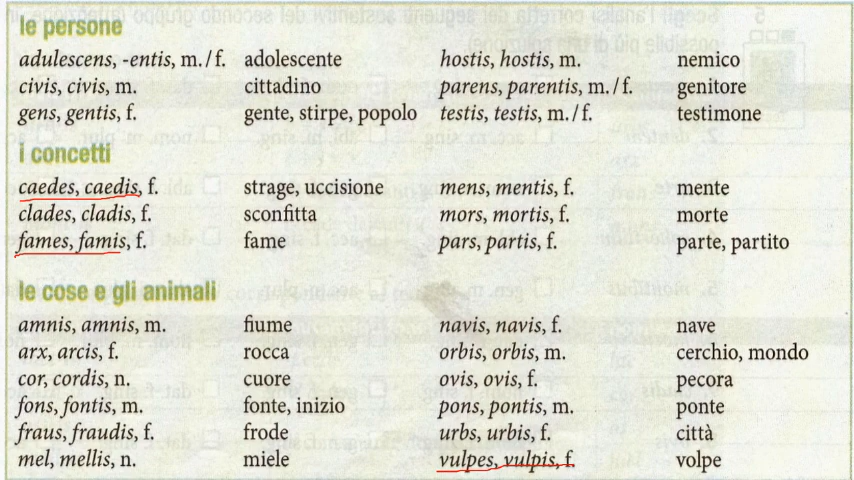 le persone
adulescens, -entis, m./f. adolescente hostis, hostis, m. nemico
civis, civis, m. cittadino parens, parentis, m./f. genitore
gens, gentis, f. gente, stirpe, popolo testis, testis, m./f. testimone
i concetti
caedes, caedis, f. strage, uccisione mens, mentis, f. mente
clades, cladis, f. sconfitta mors, mortis, f. morte
fames, famis, f. fame pars, partis, f. parte, partito
le cose e gli animali
amnis, amnis, m. fiume navis, navis, f. nave
arx, arcis, f. rocca orbis, orbis, m. cerchio, mondo
cor, cordis, n. cuore ovis, ovis, f. pecora
fons, fontis, m. fonte, inizio pons, pontis, m. ponte
fraus, fraudis, f. frode urbs, urbis, f. città
mel, mellis, n. miele vulpes, vulpis, f. volpe